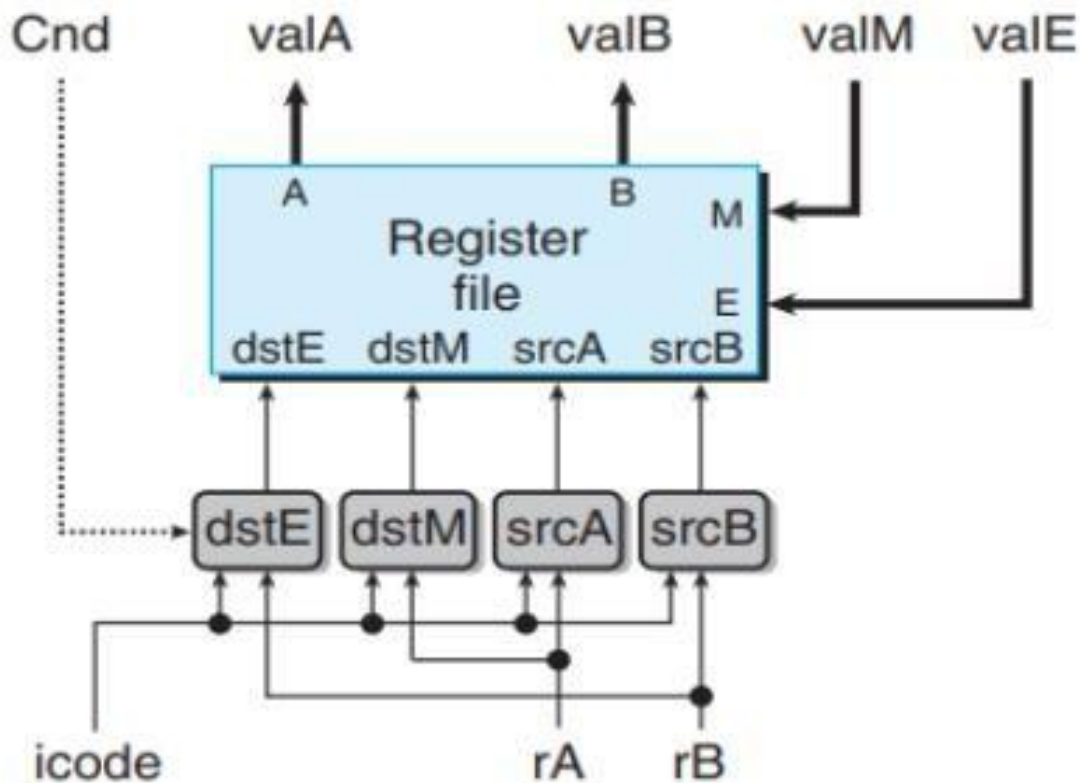 Cnd valA valB valM valE
A B
M
Register
file
E
dstE dstM srcA srcB
dstE dstM srcA srcB
icode rA rB